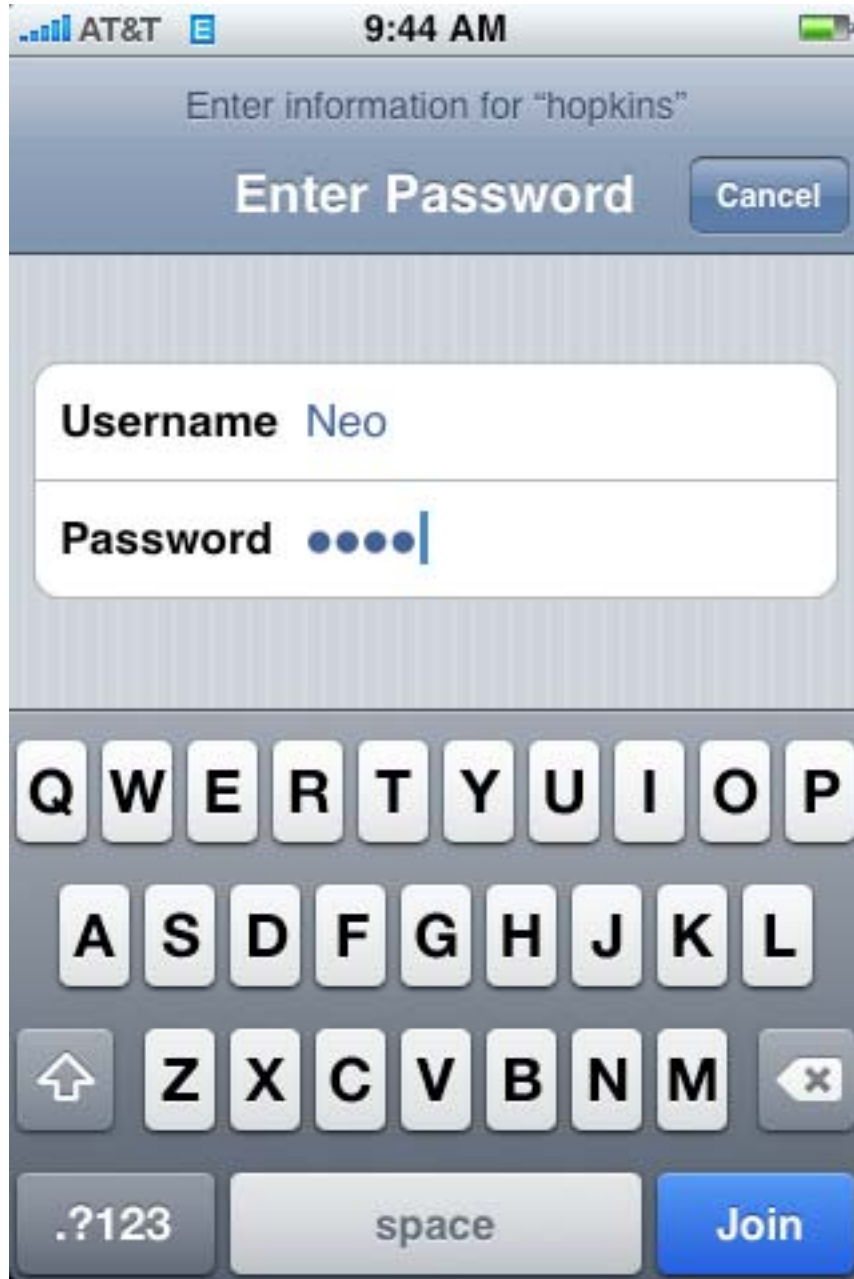 AT&T E 9:44 AM
Enter information for “hopkins”
Enter Password Cancel
Username Neo
Password ••••
Q W E R T Y U I O P
A S D F G H J K L
Z X C V B N M
.?123 space Join